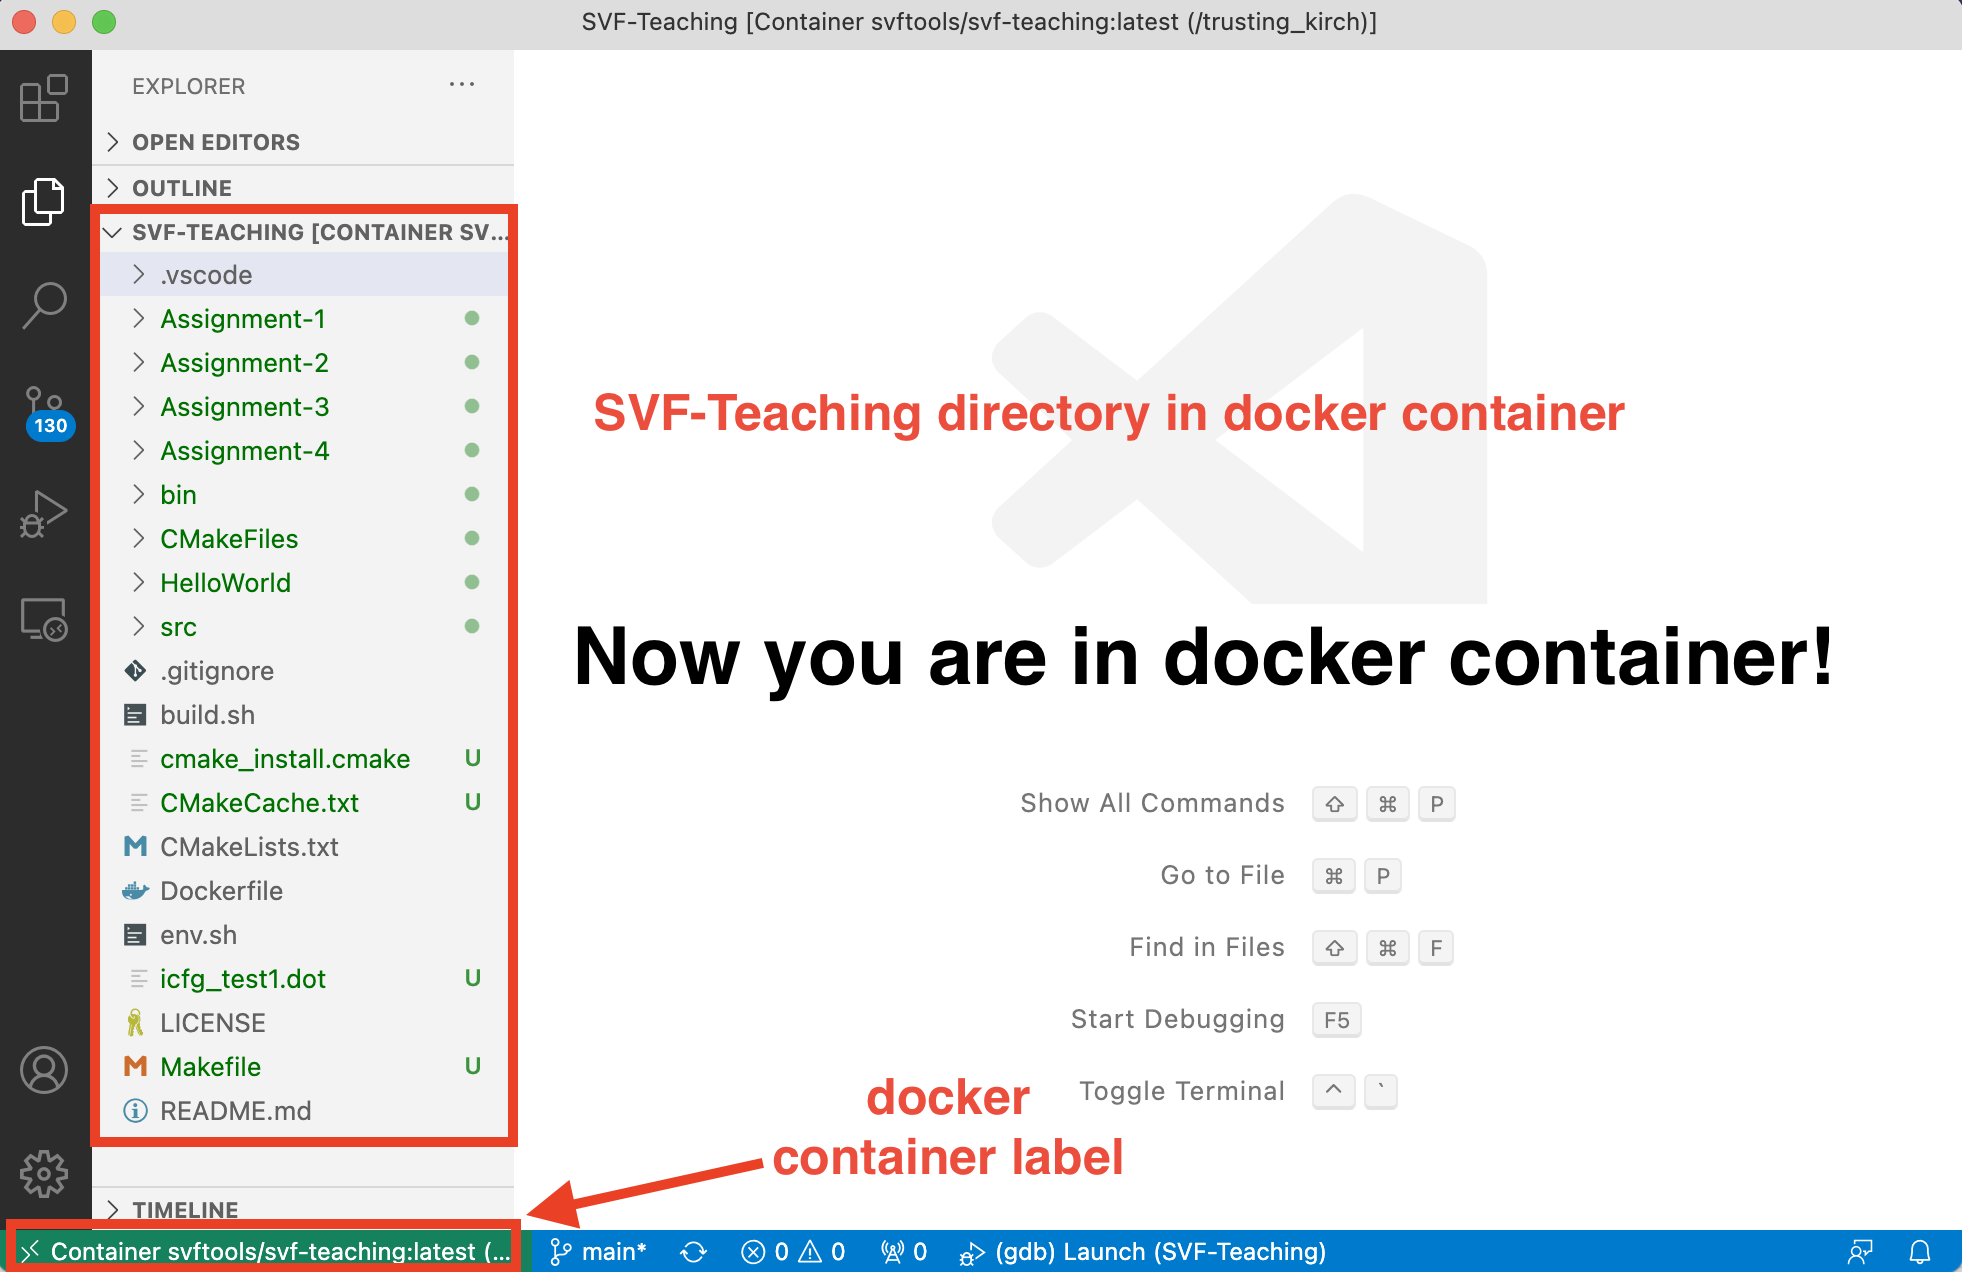 SVF-Teaching [Container svftools/svf-teaching:latest (/trusting_kirch)]
EXPLORER ···
OPEN EDITORS
OUTLINE
SVF-TEACHING [CONTAINER SV...
.vscode
Assignment-1
Assignment-2
Assignment-3
Assignment-4
bin
CMakeFiles
HelloWorld
src
.gitignore
build.sh
cmake_install.cmake U
CMakeCache.txt U
CMakeLists.txt
Dockerfile
env.sh
icfg_test1.dot U
LICENSE
Makefile U
README.md
TIMELINE
130
SVF-Teaching directory in docker container
Now you are in docker container!
Show All Commands ⇧ ⌘ P
Go to File ⌘ P
Find in Files ⇧ ⌘ F
Start Debugging F5
Toggle Terminal ^ `
docker
container label
Container svftools/svf-teaching:latest (... main* 0 0 0 (gdb) Launch (SVF-Teaching)